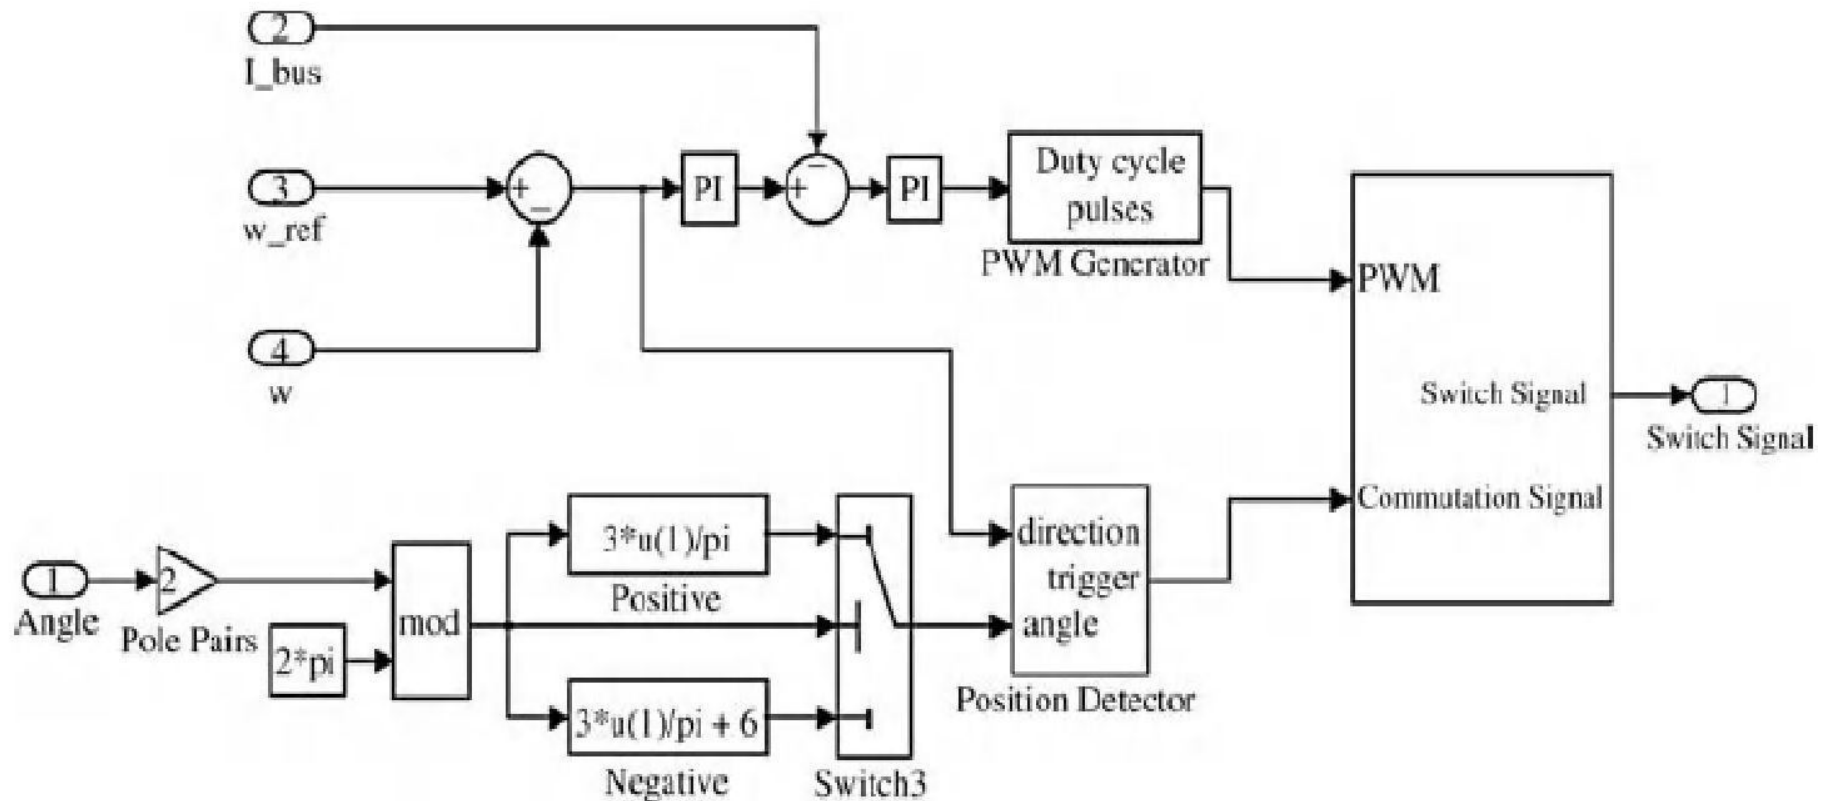 2
I_bus
3
w_ref
+
−
PI
+
−
PI
Duty cycle
pulses
PWM Generator
4
w
PWM
Switch Signal
Commutation Signal
1
Switch Signal
1
Angle
2
Pole Pairs
2*pi
mod
3*u(1)/pi
Positive
3*u(1)/pi + 6
Negative
Switch3
direction
trigger
angle
Position Detector